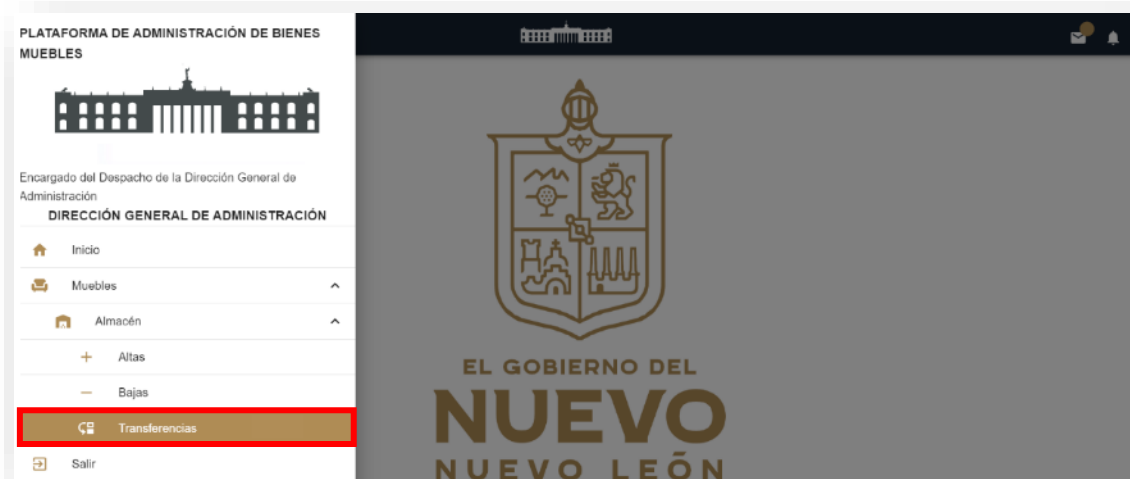 PLATAFORMA DE ADMINISTRACIÓN DE BIENES
MUEBLES
Encargado del Despacho de la Dirección General de
Administración
DIRECCIÓN GENERAL DE ADMINISTRACIÓN
Inicio
Muebles
Almacén
Altas
Bajas
Transferencias
Salir
EL GOBIERNO DEL
NUEVO
NUEVO LEÓN